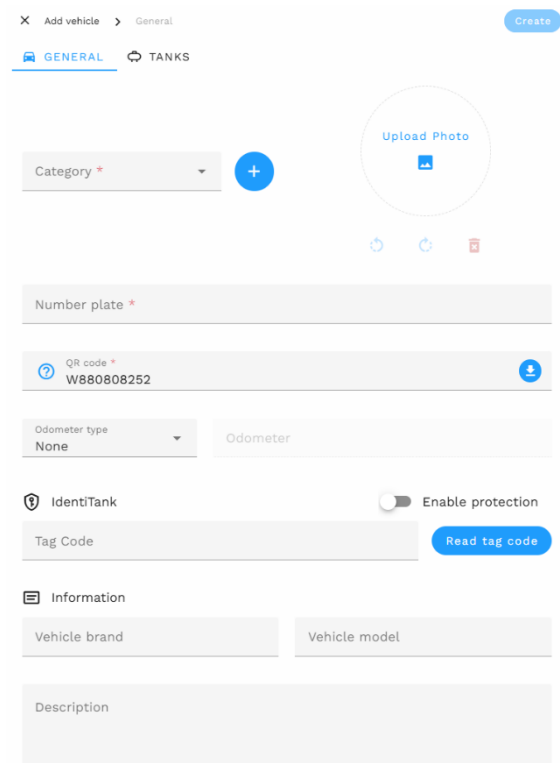 Add vehicle General Create
GENERAL TANKS
Upload Photo
Category *
Number plate *
QR code *
W880808252
Odometer type
None
Odometer
IdentiTank Enable protection
Tag Code Read tag code
Information
Vehicle brand Vehicle model
Description